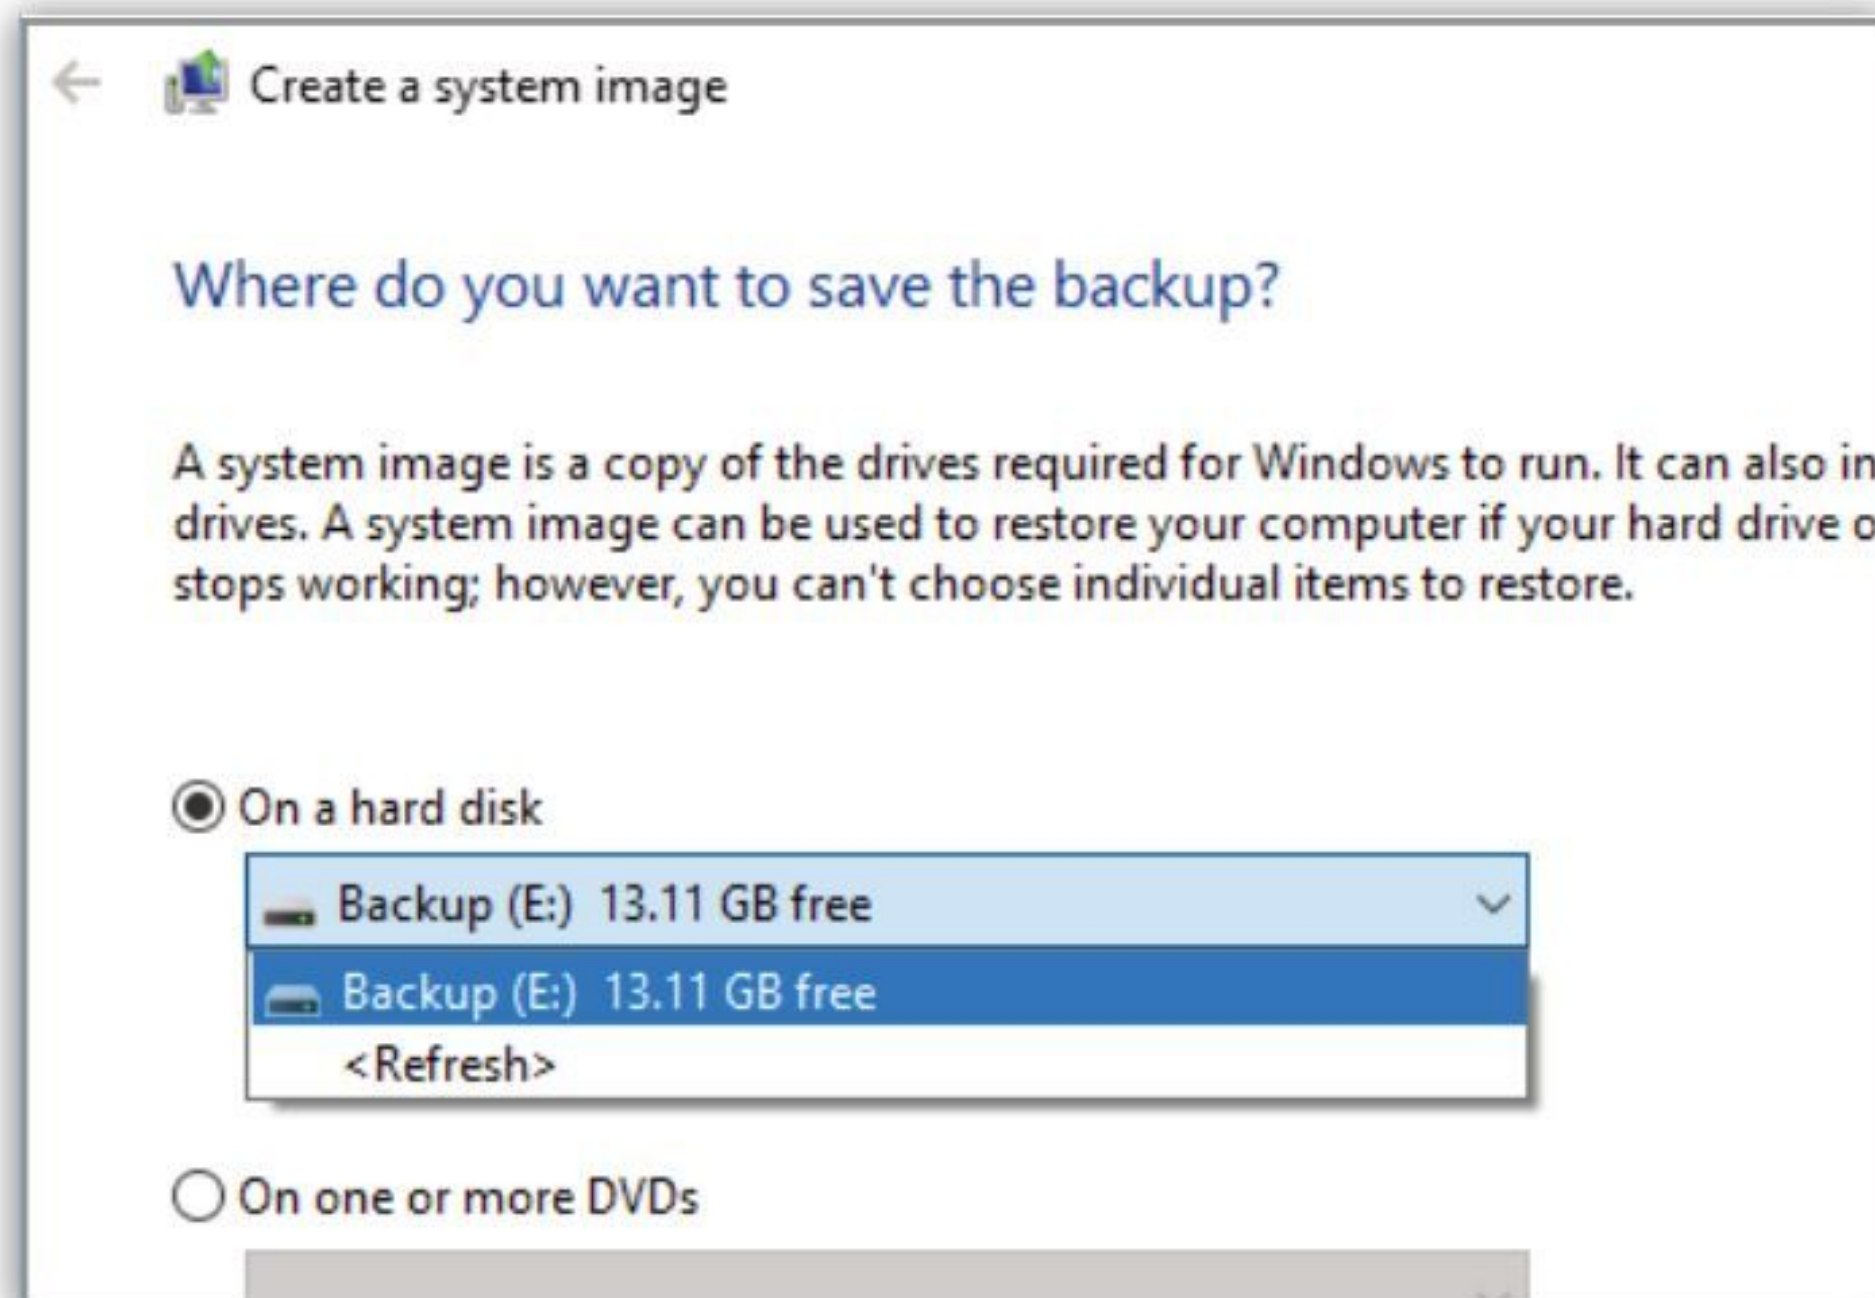 Create a system image
Where do you want to save the backup?
A system image is a copy of the drives required for Windows to run. It can also in
drives. A system image can be used to restore your computer if your hard drive o
stops working; however, you can't choose individual items to restore.
On a hard disk
Backup (E:) 13.11 GB free
Backup (E:) 13.11 GB free
<Refresh>
On one or more DVDs